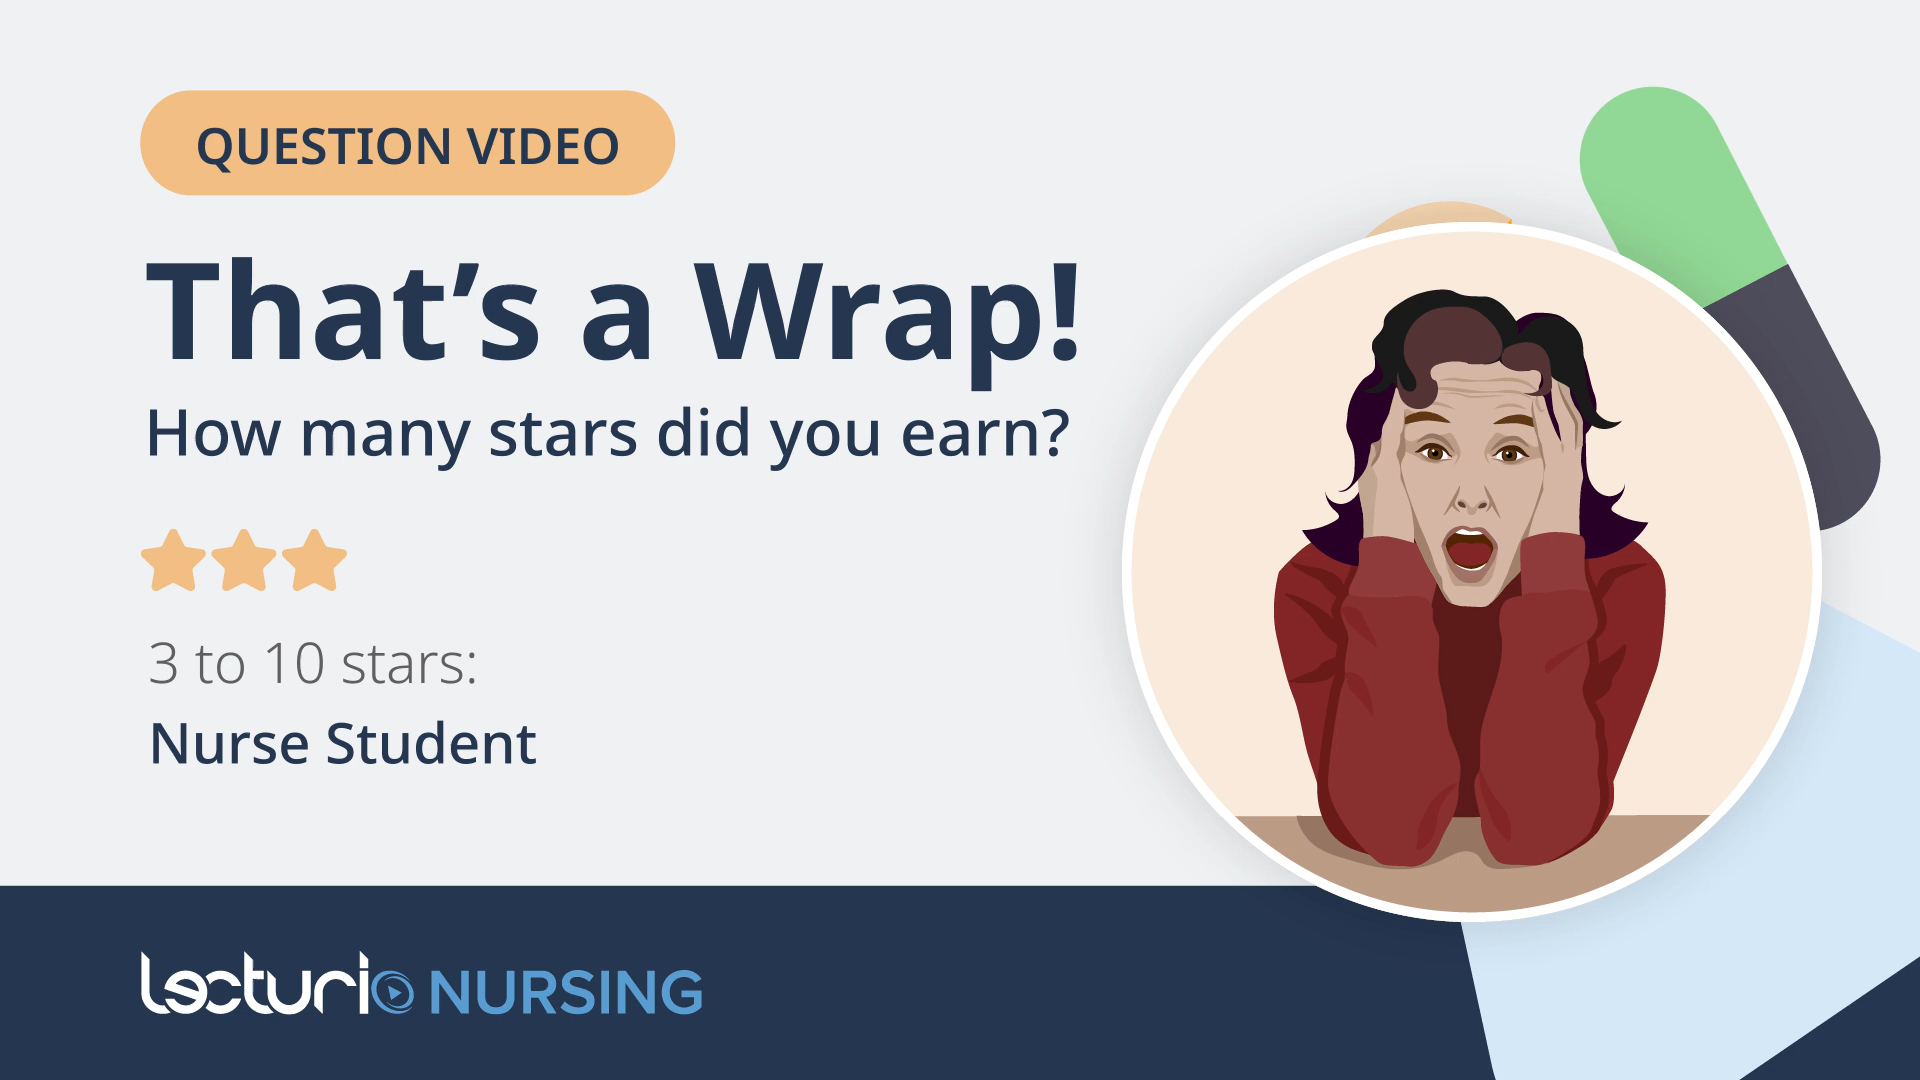 QUESTION VIDEO
That’s a Wrap!
How many stars did you earn?
3 to 10 stars:
Nurse Student
lecturio NURSING